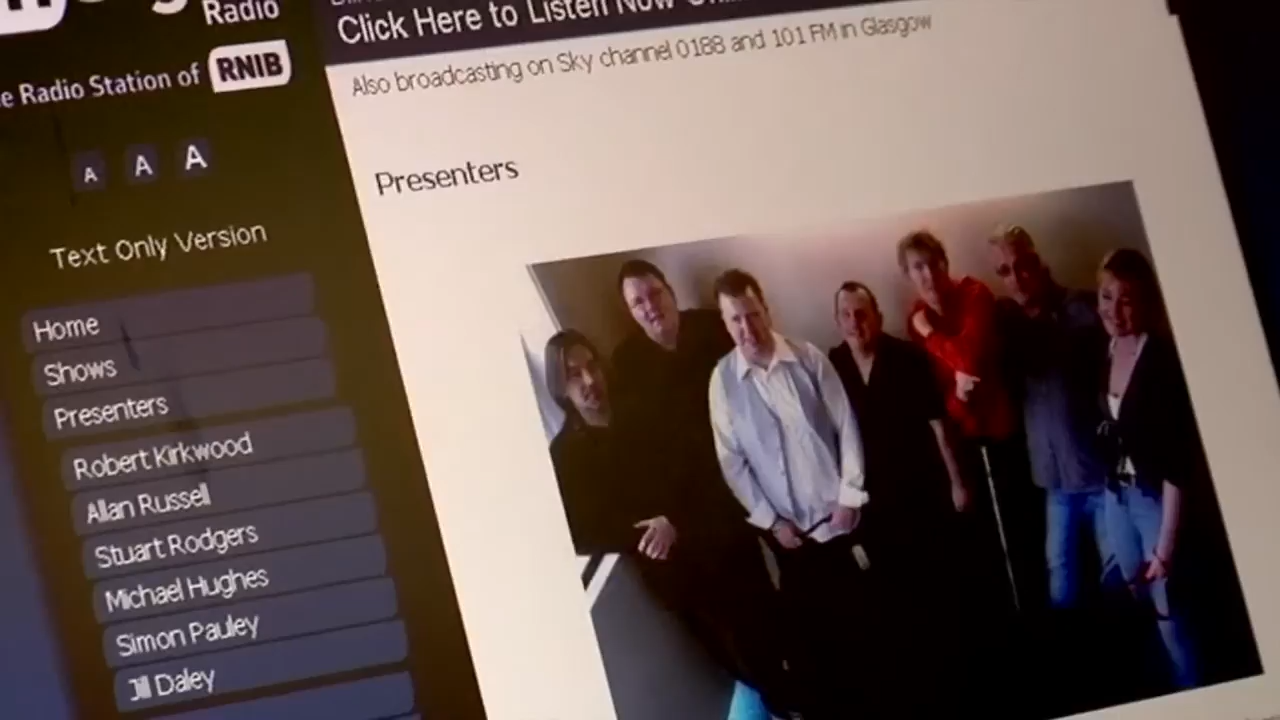 Radio
e Radio Station of RNIB
A A A
Text Only Version
Home
Shows
Presenters
Robert Kirkwood
Allan Russell
Stuart Rodgers
Michael Hughes
Simon Pauley
Jill Daley
Click Here to Listen Now
Also broadcasting on Sky channel 0188 and 101 FM in Glasgow
Presenters